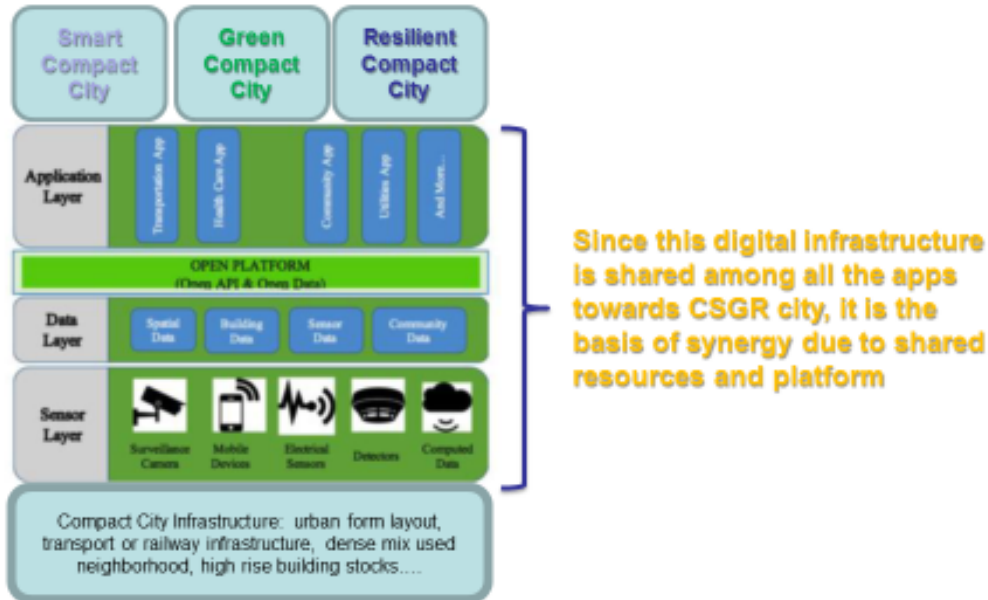 Smart
Compact
City
Green
Compact
City
Resilient
Compact
City
Application
Layer
Transportation App
Health Care App
Community App
Utilities App
And More...
OPEN PLATFORM
(Open API & Open Data)
Data
Layer
Spatial
Data
Building
Data
Sensor
Data
Community
Data
Sensor
Layer
Surveillance
Camera
Mobile
Devices
Electrical
Sensors
Detectors
Computed
Data
Compact City Infrastructure: urban form layout,
transport or railway infrastructure, dense mix used
neighborhood, high rise building stocks....
Since this digital infrastructure
is shared among all the apps
towards CSGR city, it is the
basis of synergy due to shared
resources and platform